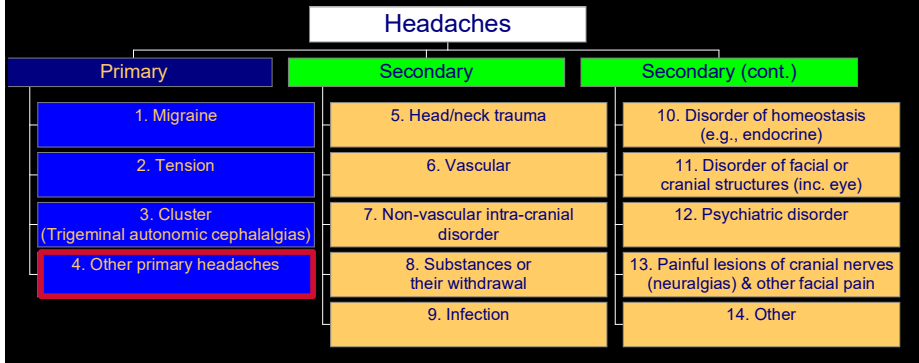 Headaches
Primary
Secondary
Secondary (cont.)
1. Migraine
2. Tension
3. Cluster
(Trigeminal autonomic cephalalgias)
4. Other primary headaches
5. Head/neck trauma
6. Vascular
7. Non-vascular intra-cranial
disorder
8. Substances or
their withdrawal
9. Infection
10. Disorder of homeostasis
(e.g., endocrine)
11. Disorder of facial or
cranial structures (inc. eye)
12. Psychiatric disorder
13. Painful lesions of cranial nerves
(neuralgias) & other facial pain
14. Other